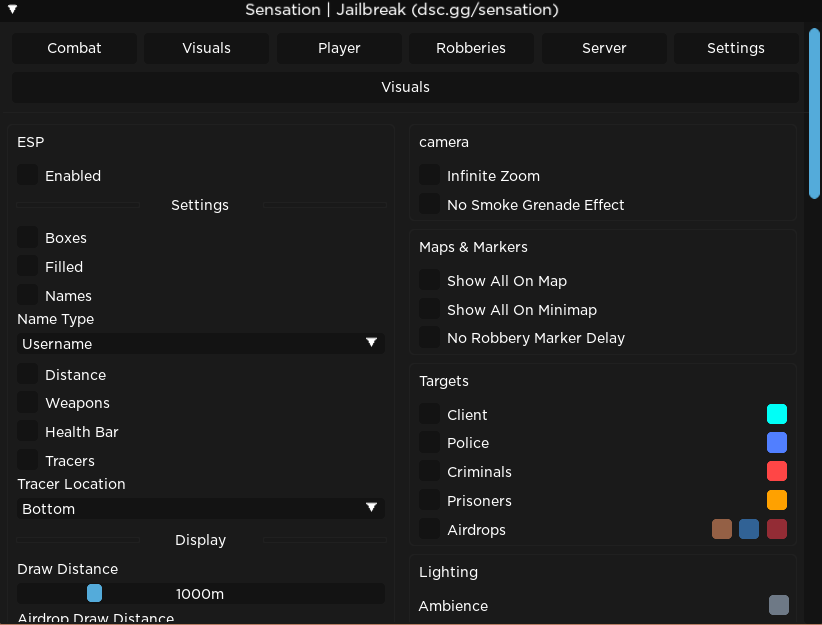 Sensation | Jailbreak (dsc.gg/sensation)
Combat Visuals Player Robberies Server Settings
Visuals
ESP
Enabled
Settings
Boxes
Filled
Names
Name Type
Username
Distance
Weapons
Health Bar
Tracers
Tracer Location
Bottom
Display
Draw Distance
1000m
Airdrop Draw Distance
camera
Infinite Zoom
No Smoke Grenade Effect
Maps & Markers
Show All On Map
Show All On Minimap
No Robbery Marker Delay
Targets
Client
Police
Criminals
Prisoners
Airdrops
Lighting
Ambience